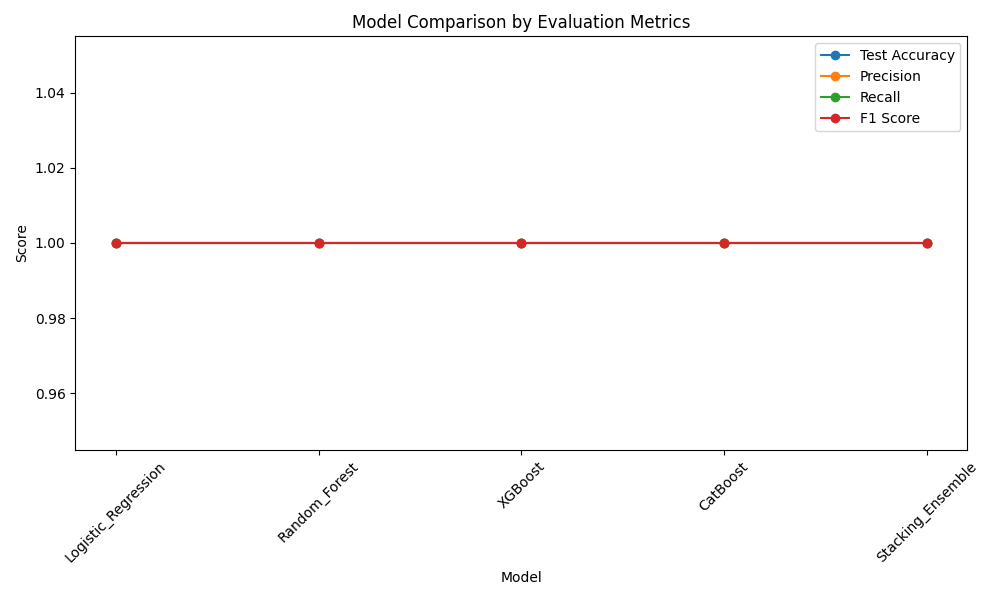 Model Comparison by Evaluation Metrics
Test Accuracy
Precision
Recall
F1 Score
Score
1.04
1.02
1.00
0.98
0.96
Logistic_Regression
Random_Forest
XGBoost
CatBoost
Stacking_Ensemble
Model